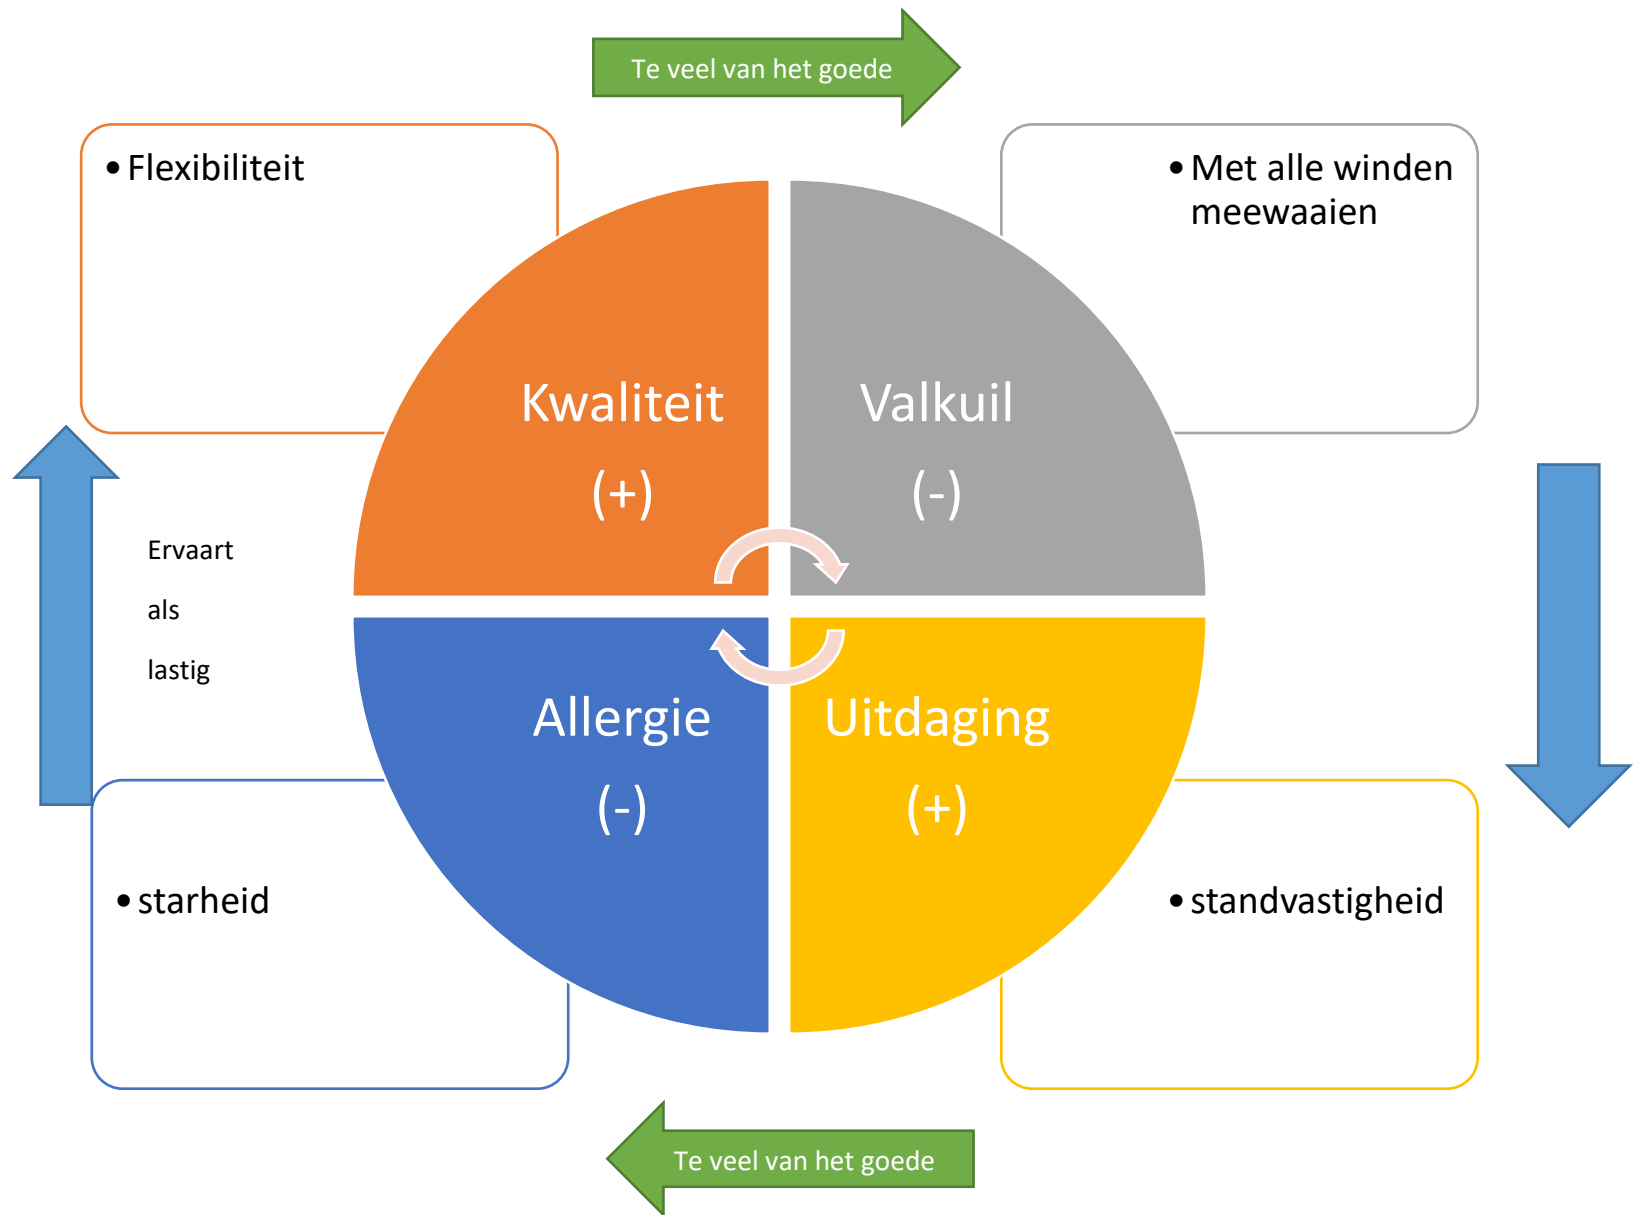 Te veel van het goede
• Flexibiliteit
• Met alle winden
meewaaien
Kwaliteit
(+)
Valkuil
(-)
Ervaart
als
lastig
Allergie
(-)
Uitdaging
(+)
• starheid
• standvastigheid
Te veel van het goede